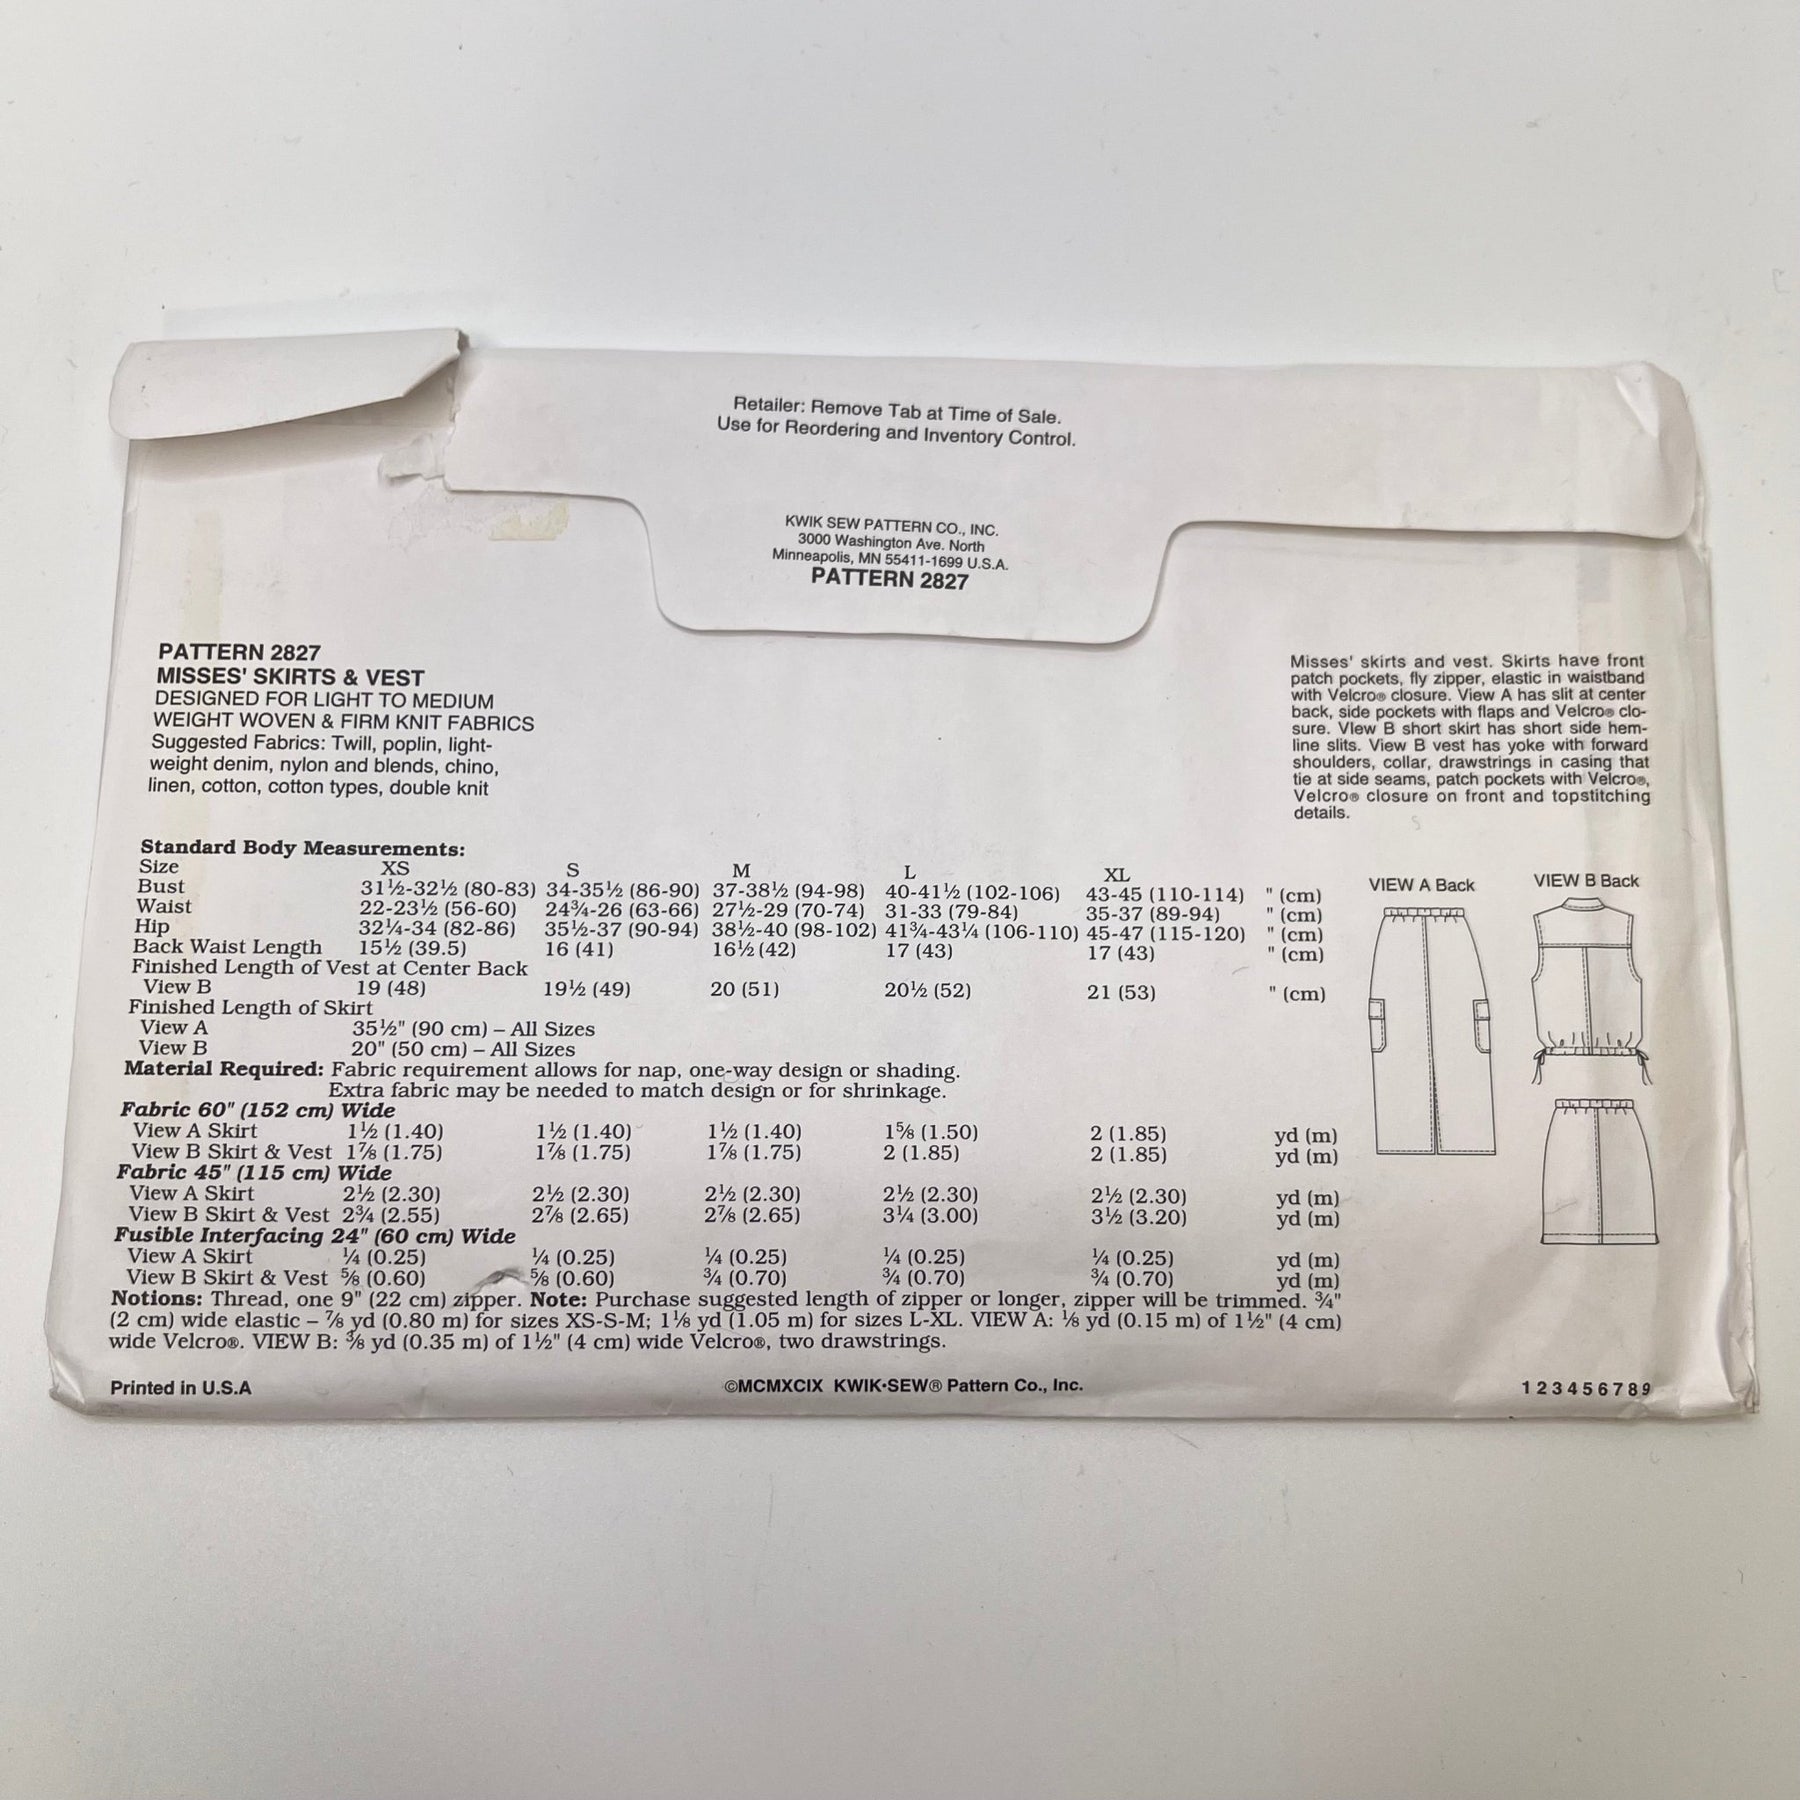 Retailer: Remove Tab at Time of Sale.
Use for Reordering and Inventory Control.
KWIK SEW PATTERN CO., INC.
3000 Washington Ave. North
Minneapolis, MN 55411-1699 U.S.A.
PATTERN 2827
PATTERN 2827
MISSES' SKIRTS & VEST
DESIGNED FOR LIGHT TO MEDIUM
WEIGHT WOVEN & FIRM KNIT FABRICS
Suggested Fabrics: Twill, poplin, light-
weight denim, nylon and blends, chino,
linen, cotton, cotton types, double knit
Misses' skirts and vest. Skirts have front
patch pockets, fly zipper, elastic in waistband
with Velcro® closure. View A has slit at center
back, side pockets with flaps and Velcro® clo-
sure. View B short skirt has short side hem-
line slits. View B vest has yoke with forward
shoulders, collar, drawstrings in casing that
tie at side seams, patch pockets with Velcro®,
Velcro® closure on front and topstitching
details.
Standard Body Measurements:
Size XS S M L XL
Bust 31½-32½ (80-83) 34-35½ (86-90) 37-38½ (94-98) 40-41½ (102-106) 43-45 (110-114) " (cm)
Waist 22-23½ (56-60) 24¾-26 (63-66) 27½-29 (70-74) 31-33 (79-84) 35-37 (89-94) " (cm)
Hip 32¼-34 (82-86) 35½-37 (90-94) 38½-40 (98-102) 41¾-43¼ (106-110) 45-47 (115-120) " (cm)
Back Waist Length 15½ (39.5) 16 (41) 16½ (42) 17 (43) 17 (43) " (cm)
Finished Length of Vest at Center Back
View B 19 (48) 19½ (49) 20 (51) 20½ (52) 21 (53) " (cm)
Finished Length of Skirt
View A 35½" (90 cm) – All Sizes
View B 20" (50 cm) – All Sizes
Material Required: Fabric requirement allows for nap, one-way design or shading.
Extra fabric may be needed to match design or for shrinkage.
Fabric 60" (152 cm) Wide
View A Skirt 1½ (1.40) 1½ (1.40) 1½ (1.40) 1⅝ (1.50) 2 (1.85) yd (m)
View B Skirt & Vest 1⅞ (1.75) 1⅞ (1.75) 1⅞ (1.75) 2 (1.85) 2 (1.85) yd (m)
Fabric 45" (115 cm) Wide
View A Skirt 2½ (2.30) 2½ (2.30) 2½ (2.30) 2½ (2.30) 2½ (2.30) yd (m)
View B Skirt & Vest 2¾ (2.55) 2⅞ (2.65) 2⅞ (2.65) 3¼ (3.00) 3½ (3.20) yd (m)
Fusible Interfacing 24" (60 cm) Wide
View A Skirt ¼ (0.25) ¼ (0.25) ¼ (0.25) ¼ (0.25) ¼ (0.25) yd (m)
View B Skirt & Vest ⅝ (0.60) ⅝ (0.60) ¾ (0.70) ¾ (0.70) ¾ (0.70) yd (m)
Notions: Thread, one 9" (22 cm) zipper. Note: Purchase suggested length of zipper or longer, zipper will be trimmed. ¾"
(2 cm) wide elastic – ⅞ yd (0.80 m) for sizes XS-S-M; 1⅛ yd (1.05 m) for sizes L-XL. VIEW A: ⅛ yd (0.15 m) of 1½" (4 cm)
wide Velcro®. VIEW B: ⅜ yd (0.35 m) of 1½" (4 cm) wide Velcro®, two drawstrings.
VIEW A Back
VIEW B Back
Printed in U.S.A
©MCMXCIX KWIK•SEW® Pattern Co., Inc.
1 2 3 4 5 6 7 8 9